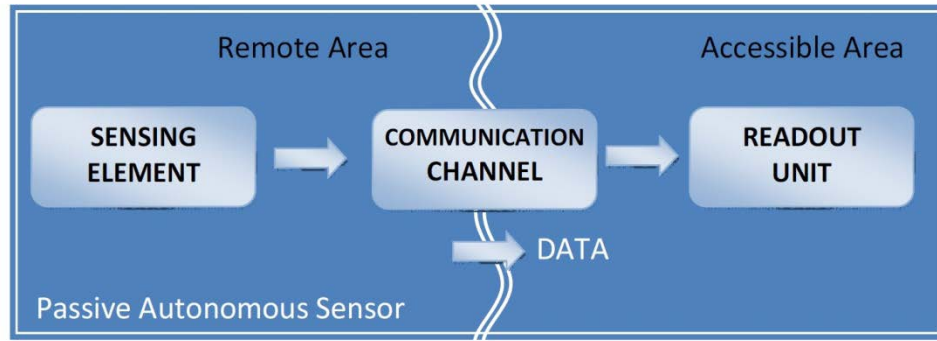 Remote Area
Accessible Area
SENSING
ELEMENT
COMMUNICATION
CHANNEL
READOUT
UNIT
DATA
Passive Autonomous Sensor